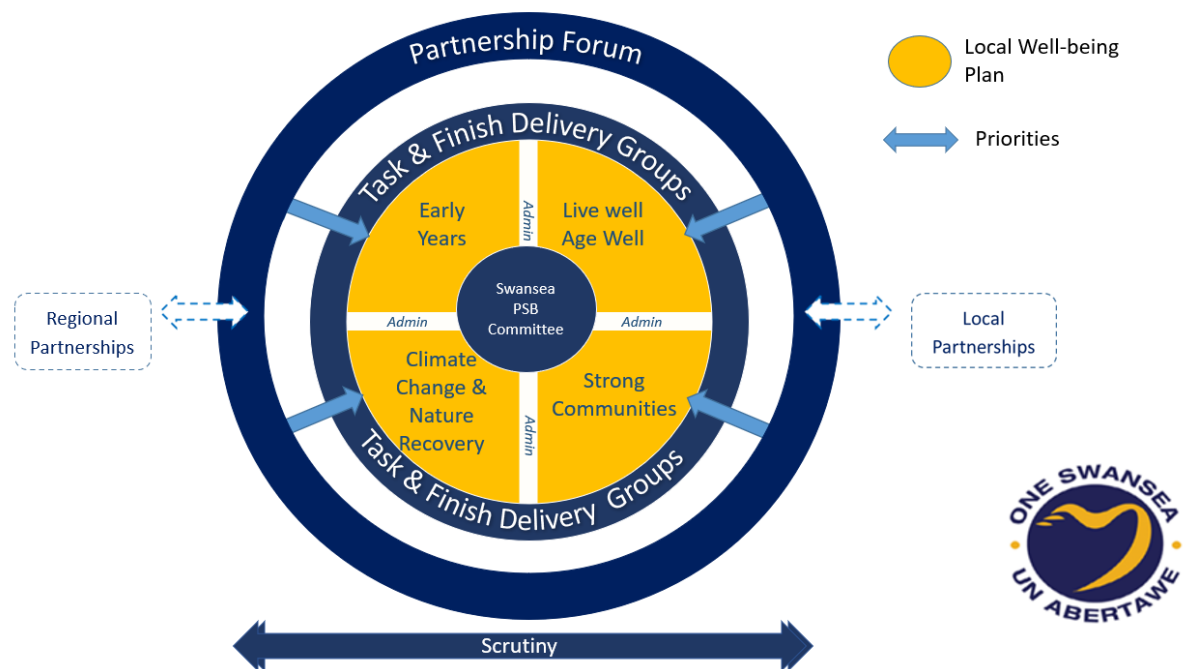 Partnership Forum
Local Well-being
Plan
Priorities
Task & Finish Delivery Groups
Early
Years
Admin
Live well
Age Well
Swansea
PSB
Committee
Admin
Admin
Regional
Partnerships
Local
Partnerships
Climate
Change &
Nature
Recovery
Admin
Strong
Communities
Task & Finish Delivery Groups
Scrutiny
ONE SWANSEA
UN ABERTAWE